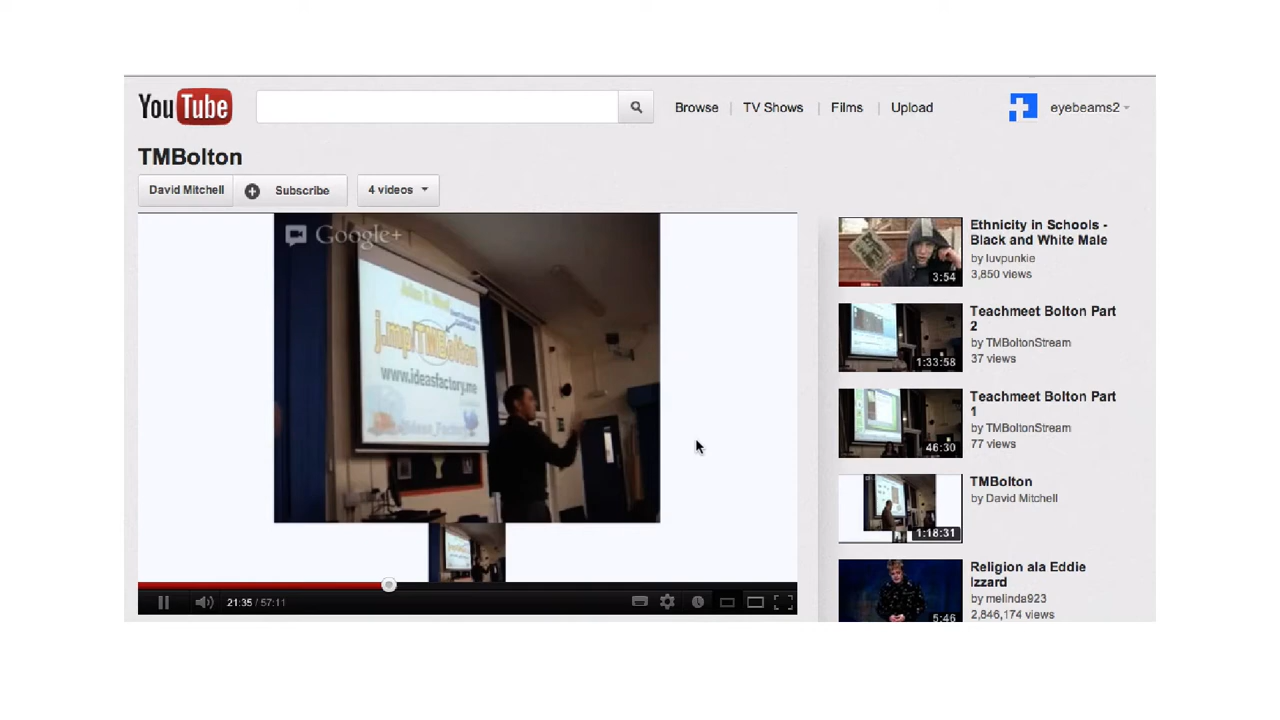 YouTube
Browse
TV Shows
Films
Upload
eyebeams2
TMBolton
David Mitchell
Subscribe
4 videos
Google+
j.mp/TMBolton
www.ideasfactory.me
21:35 / 57:11
3:54
Ethnicity in Schools -
Black and White Male
by luvpunkie
3,850 views
1:33:58
Teachmeet Bolton Part
2
by TMBoltonStream
37 views
46:30
Teachmeet Bolton Part
1
by TMBoltonStream
77 views
1:18:31
TMBolton
by David Mitchell
5:46
Religion ala Eddie
Izzard
by melinda923
2,846,174 views